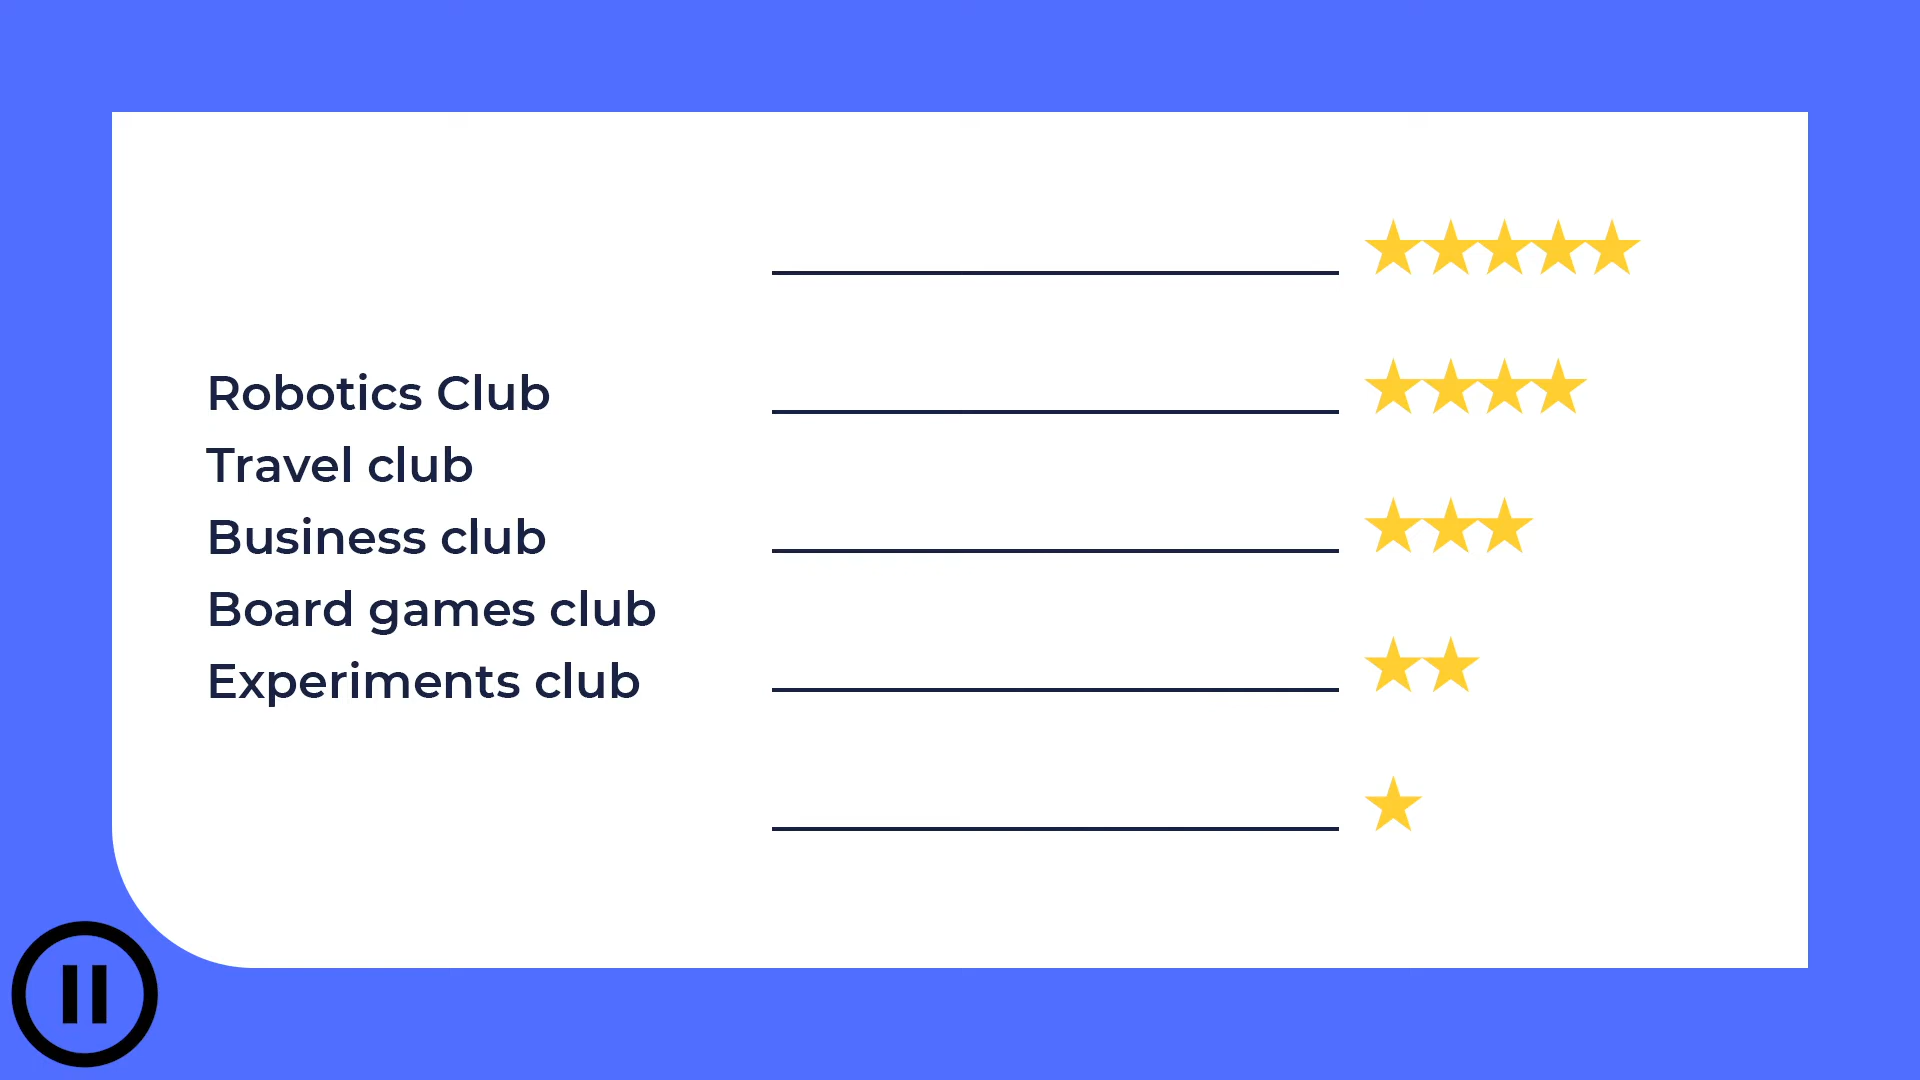 Robotics Club
Travel club
Business club
Board games club
Experiments club